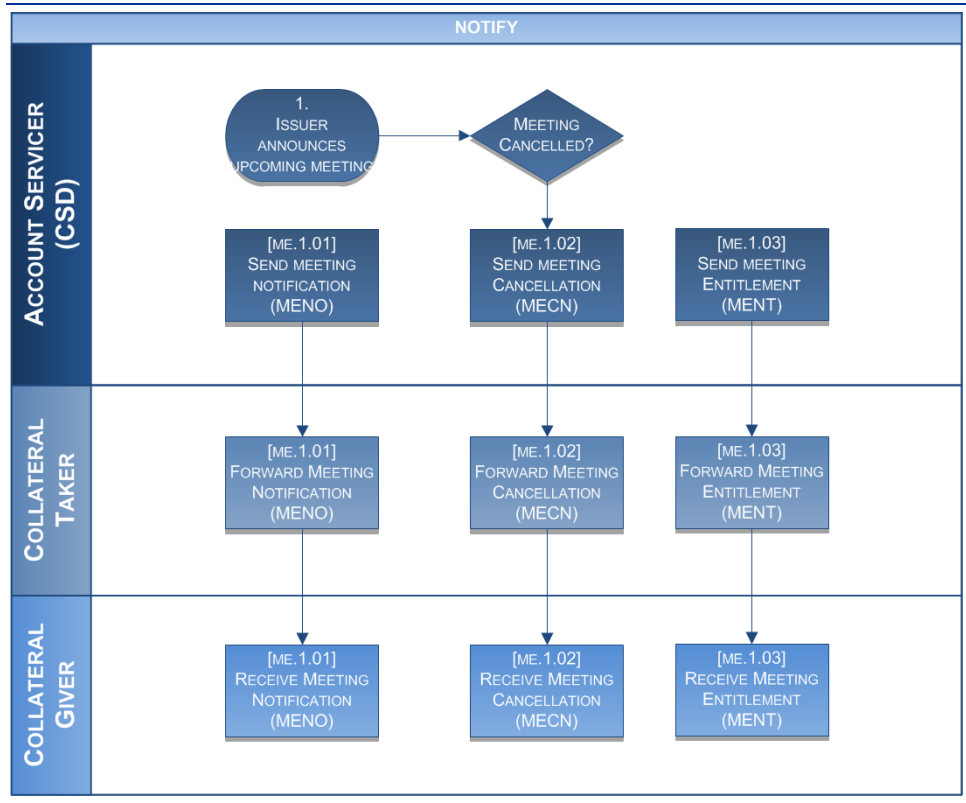 NOTIFY
ACCOUNT SERVICER
(CSD)
1.
ISSUER
ANNOUNCES
UPCOMING MEETING
MEETING
CANCELLED?
[ME.1.01]
SEND MEETING
NOTIFICATION
(MENO)
[ME.1.02]
SEND MEETING
CANCELLATION
(MECN)
[ME.1.03]
SEND MEETING
ENTITLEMENT
(MENT)
COLLATERAL
TAKER
[ME.1.01]
FORWARD MEETING
NOTIFICATION
(MENO)
[ME.1.02]
FORWARD MEETING
CANCELLATION
(MECN)
[ME.1.03]
FORWARD MEETING
ENTITLEMENT
(MENT)
COLLATERAL
GIVER
[ME.1.01]
RECEIVE MEETING
NOTIFICATION
(MENO)
[ME.1.02]
RECEIVE MEETING
CANCELLATION
(MECN)
[ME.1.03]
RECEIVE MEETING
ENTITLEMENT
(MENT)